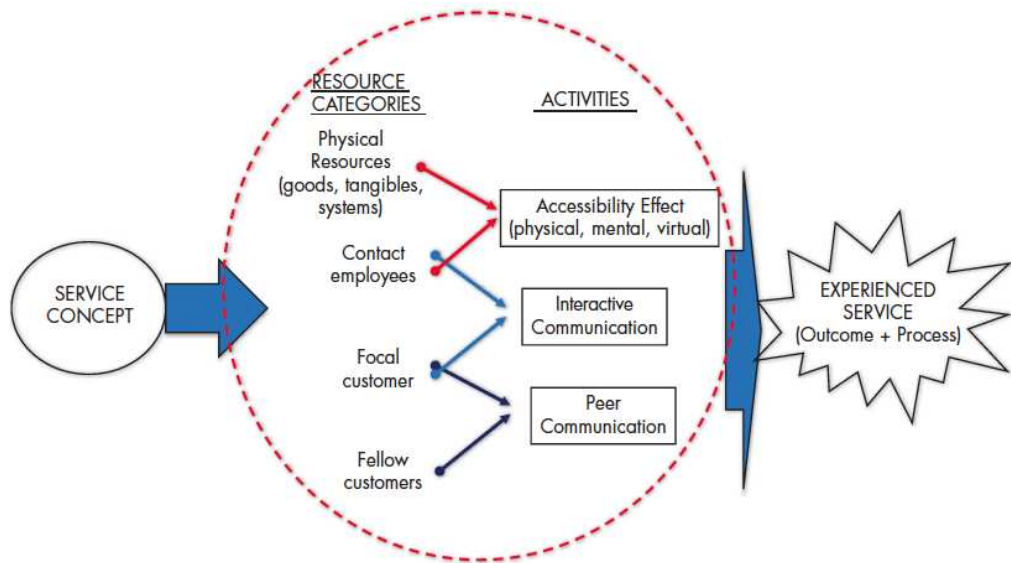 RESOURCE
CATEGORIES
ACTIVITIES
Physical
Resources
(goods, tangibles,
systems)
Accessibility Effect
(physical, mental, virtual)
Contact
employees
SERVICE
CONCEPT
Interactive
Communication
EXPERIENCED
SERVICE
(Outcome + Process)
Focal
customer
Peer
Communication
Fellow
customers